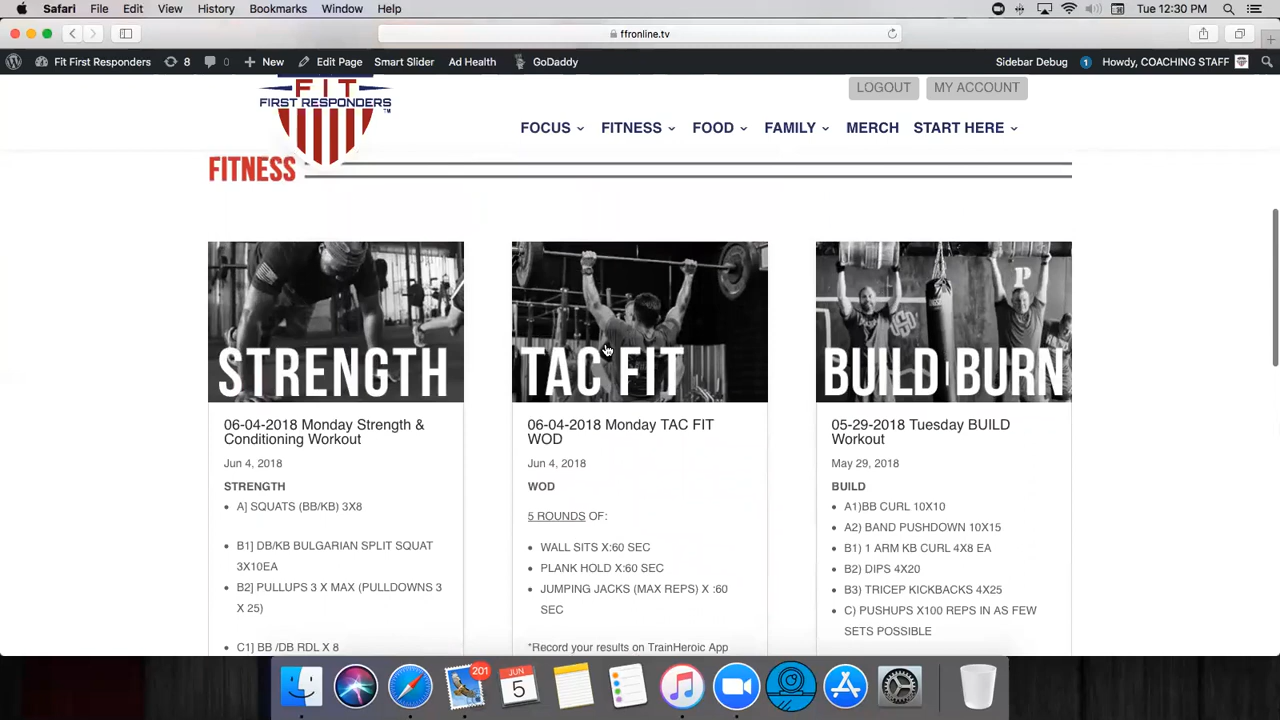 Safari File Edit View History Bookmarks Window Help Tue 12:30 PM
ffronline.tv
Fit First Responders 8 0 New Edit Page Smart Slider Ad Health GoDaddy Sidebar Debug 1 Howdy, COACHING STAFF
FIT
FIRST RESPONDERS
LOGOUT MY ACCOUNT
FOCUS FITNESS FOOD FAMILY MERCH START HERE
FITNESS
STRENGTH
06-04-2018 Monday Strength &
Conditioning Workout
Jun 4, 2018
STRENGTH
• A] SQUATS (BB/KB) 3X8
• B1] DB/KB BULGARIAN SPLIT SQUAT
3X10EA
• B2] PULLUPS 3 X MAX (PULLDOWNS 3
X 25)
• C1] BB /DB RDL X 8
TAC FIT
06-04-2018 Monday TAC FIT
WOD
Jun 4, 2018
WOD
5 ROUNDS OF:
• WALL SITS X:60 SEC
• PLANK HOLD X:60 SEC
• JUMPING JACKS (MAX REPS) X :60
SEC
*Record your results on TrainHeroic App
P
BUILD BURN
05-29-2018 Tuesday BUILD
Workout
May 29, 2018
BUILD
• A1)BB CURL 10X10
• A2) BAND PUSHDOWN 10X15
• B1) 1 ARM KB CURL 4X8 EA
• B2) DIPS 4X20
• B3) TRICEP KICKBACKS 4X25
• C) PUSHUPS X100 REPS IN AS FEW
SETS POSSIBLE
201
JUN
5